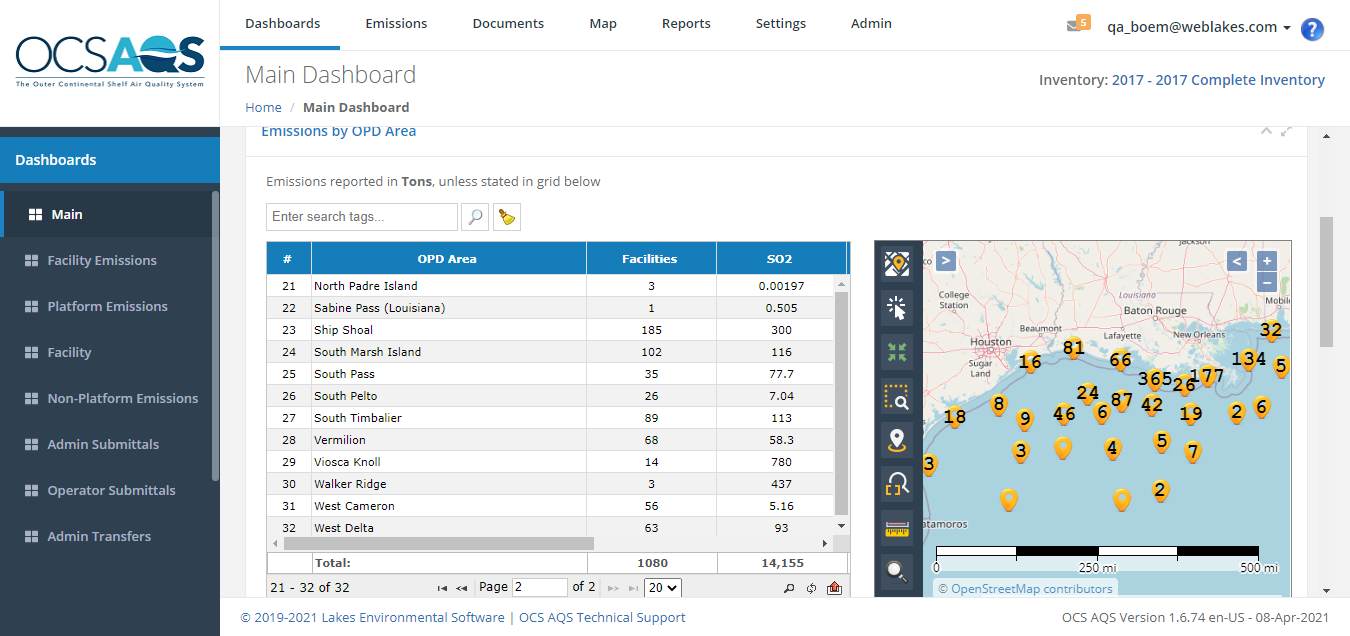 OCSAQS
The Outer Continental Shelf Air Quality System
Dashboards Emissions Documents Map Reports Settings Admin
5 qa_boem@weblakes.com ?
Main Dashboard
Inventory: 2017 - 2017 Complete Inventory
Home / Main Dashboard
Dashboards
Main
Facility Emissions
Platform Emissions
Facility
Non-Platform Emissions
Admin Submittals
Operator Submittals
Admin Transfers
Emissions by OPD Area
Emissions reported in Tons, unless stated in grid below
Enter search tags...
# OPD Area Facilities SO2
21 North Padre Island 3 0.00197
22 Sabine Pass (Louisiana) 1 0.505
23 Ship Shoal 185 300
24 South Marsh Island 102 116
25 South Pass 35 77.7
26 South Pelto 26 7.04
27 South Timbalier 89 113
28 Vermilion 68 58.3
29 Viosca Knoll 14 780
30 Walker Ridge 3 437
31 West Cameron 56 5.16
32 West Delta 63 93
Total: 1080 14,155
21 - 32 of 32 Page 2 of 2 20
Jackson
co > < +
−
College
Station
Louisiana
Mobil
Baton Rouge
Beaumont
Lafayette
New Orleans
Houston
Sugar
Land
32
81
16 66 134 5
365 26 177
24 87
8 46 6 42 19 2 6
18 9
3 4 5 7
3
2
atamoros
0 250 mi 500 mi
© OpenStreetMap contributors
© 2019-2021 Lakes Environmental Software | OCS AQS Technical Support
OCS AQS Version 1.6.74 en-US - 08-Apr-2021